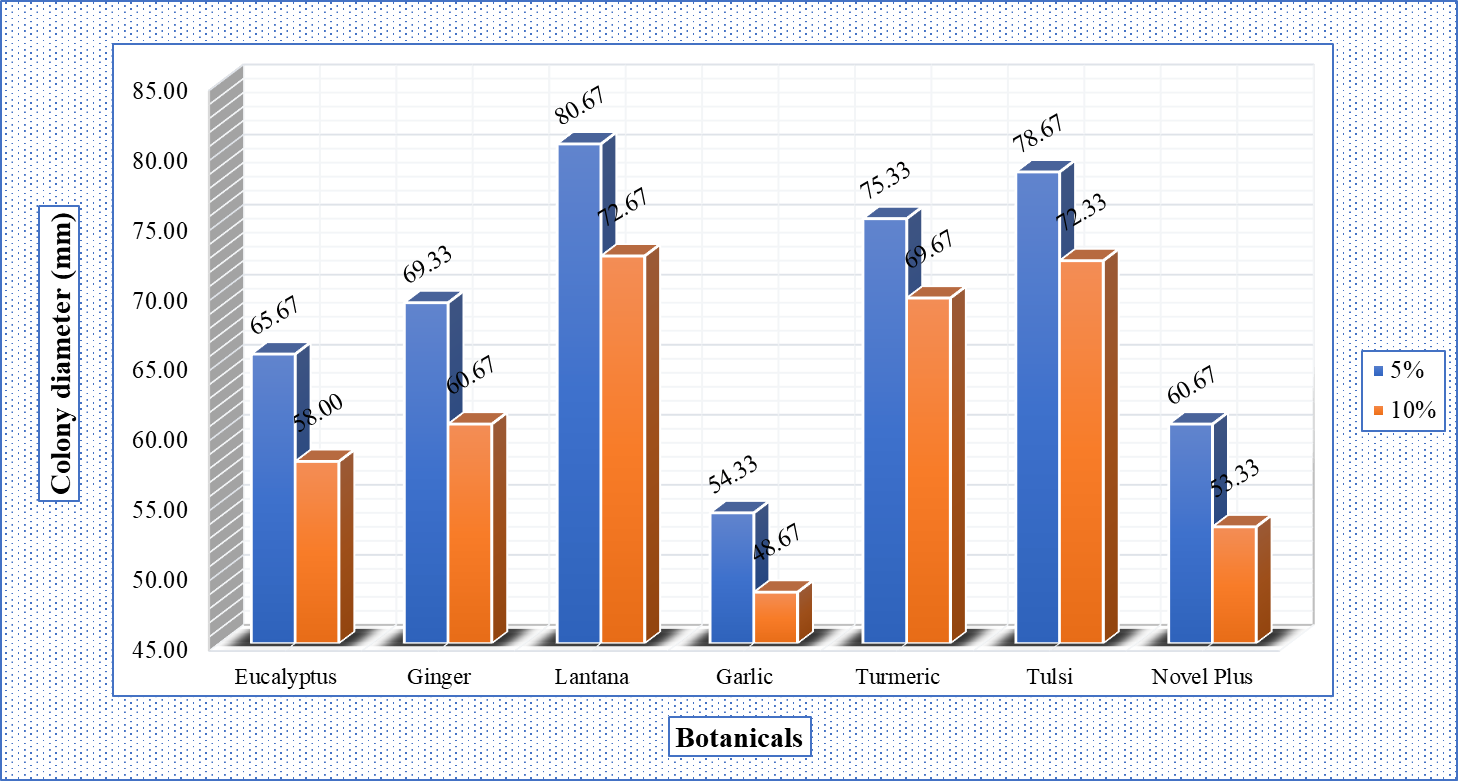 85.00
80.00
75.00
70.00
65.00
60.00
55.00
50.00
45.00
Colony diameter (mm)
65.67
58.00
69.33
60.67
80.67
72.67
54.33
48.67
75.33
69.67
78.67
72.33
60.67
53.33
Eucalyptus
Ginger
Lantana
Garlic
Turmeric
Tulsi
Novel Plus
Botanicals
5%
10%